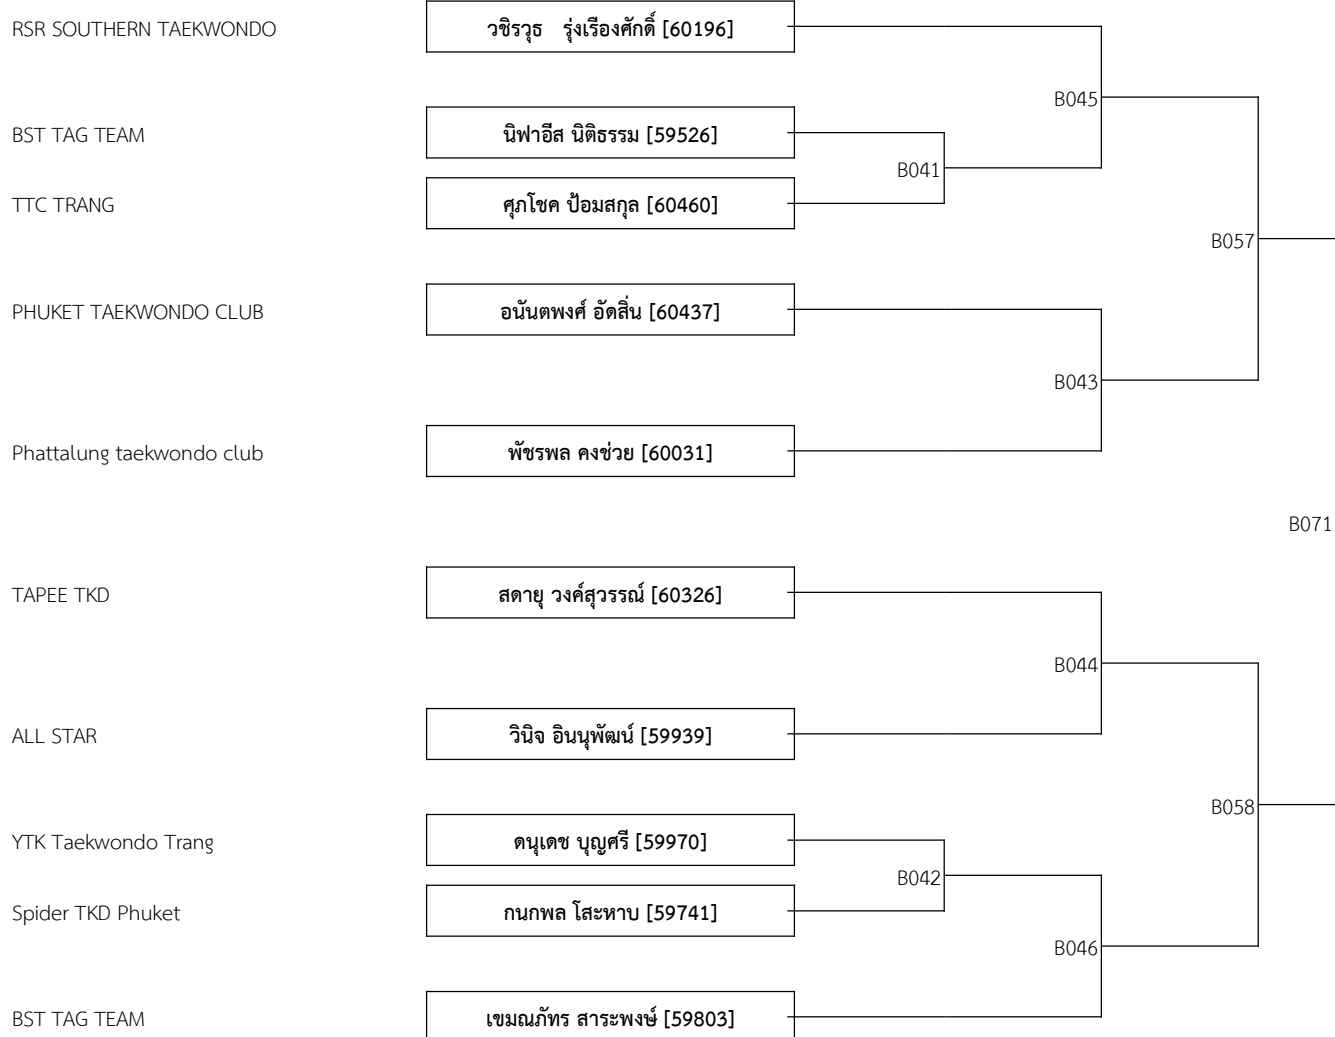 RSR SOUTHERN TAEKWONDO วชิรวุธ รุ่งเรืองศักดิ์ [60196]
B045
BST TAG TEAM นิฟาอีส นิติธรรม [59526]
B041
TTC TRANG ศุภโชค ป้อมสกุล [60460]
B057
PHUKET TAEKWONDO CLUB อนันตพงศ์ อัดสิ่น [60437]
B043
Phattalung taekwondo club พัชรพล คงช่วย [60031]
B071
TAPEE TKD สดายุ วงค์สุวรรณ์ [60326]
B044
ALL STAR วินิจ อินนุพัฒน์ [59939]
B058
YTK Taekwondo Trang ดนุเดช บุญศรี [59970]
B042
Spider TKD Phuket กนกพล โสะหาบ [59741]
B046
BST TAG TEAM เขมณภัทร สาระพงษ์ [59803]